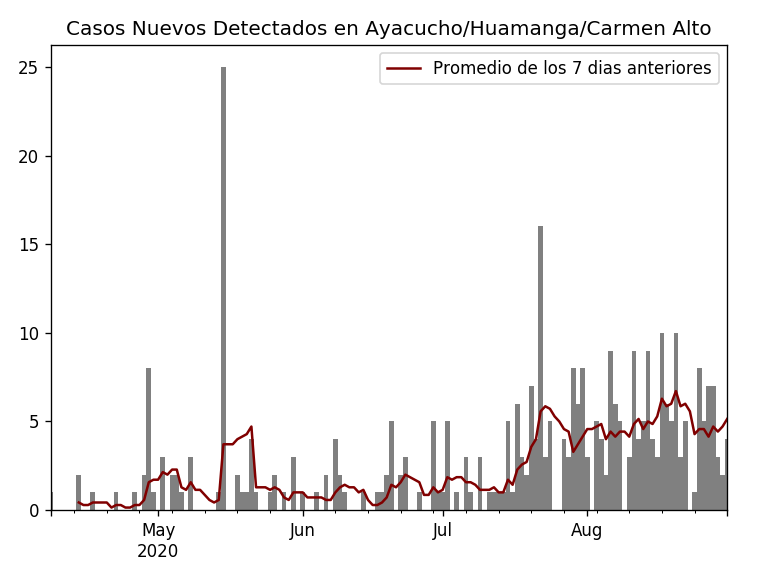 Casos Nuevos Detectados en Ayacucho/Huamanga/Carmen Alto
Promedio de los 7 dias anteriores
25
20
15
10
5
0
May Jun Jul Aug
2020